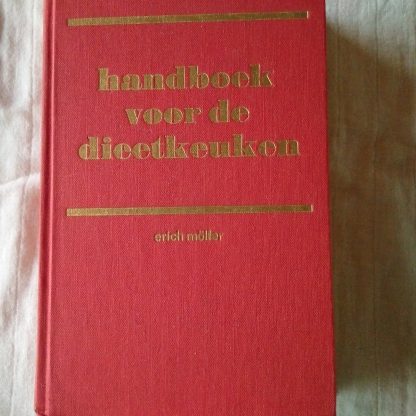 handboek
voor de
dieetkeuken
erich möller